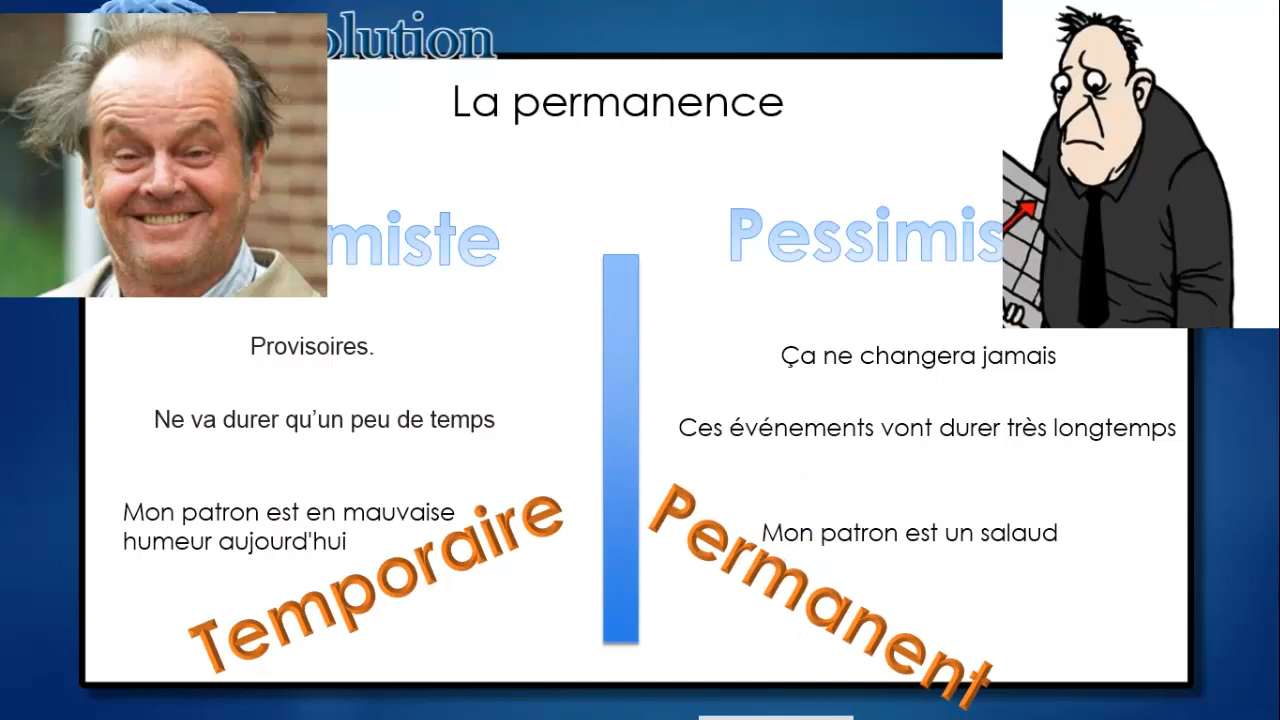 olution
La permanence
miste
Pessimis
Provisoires.
Ça ne changera jamais
Ne va durer qu'un peu de temps
Ces événements vont durer très longtemps
Mon patron est en mauvaise
humeur aujourd'hui
Mon patron est un salaud
Temporaire
Permanent